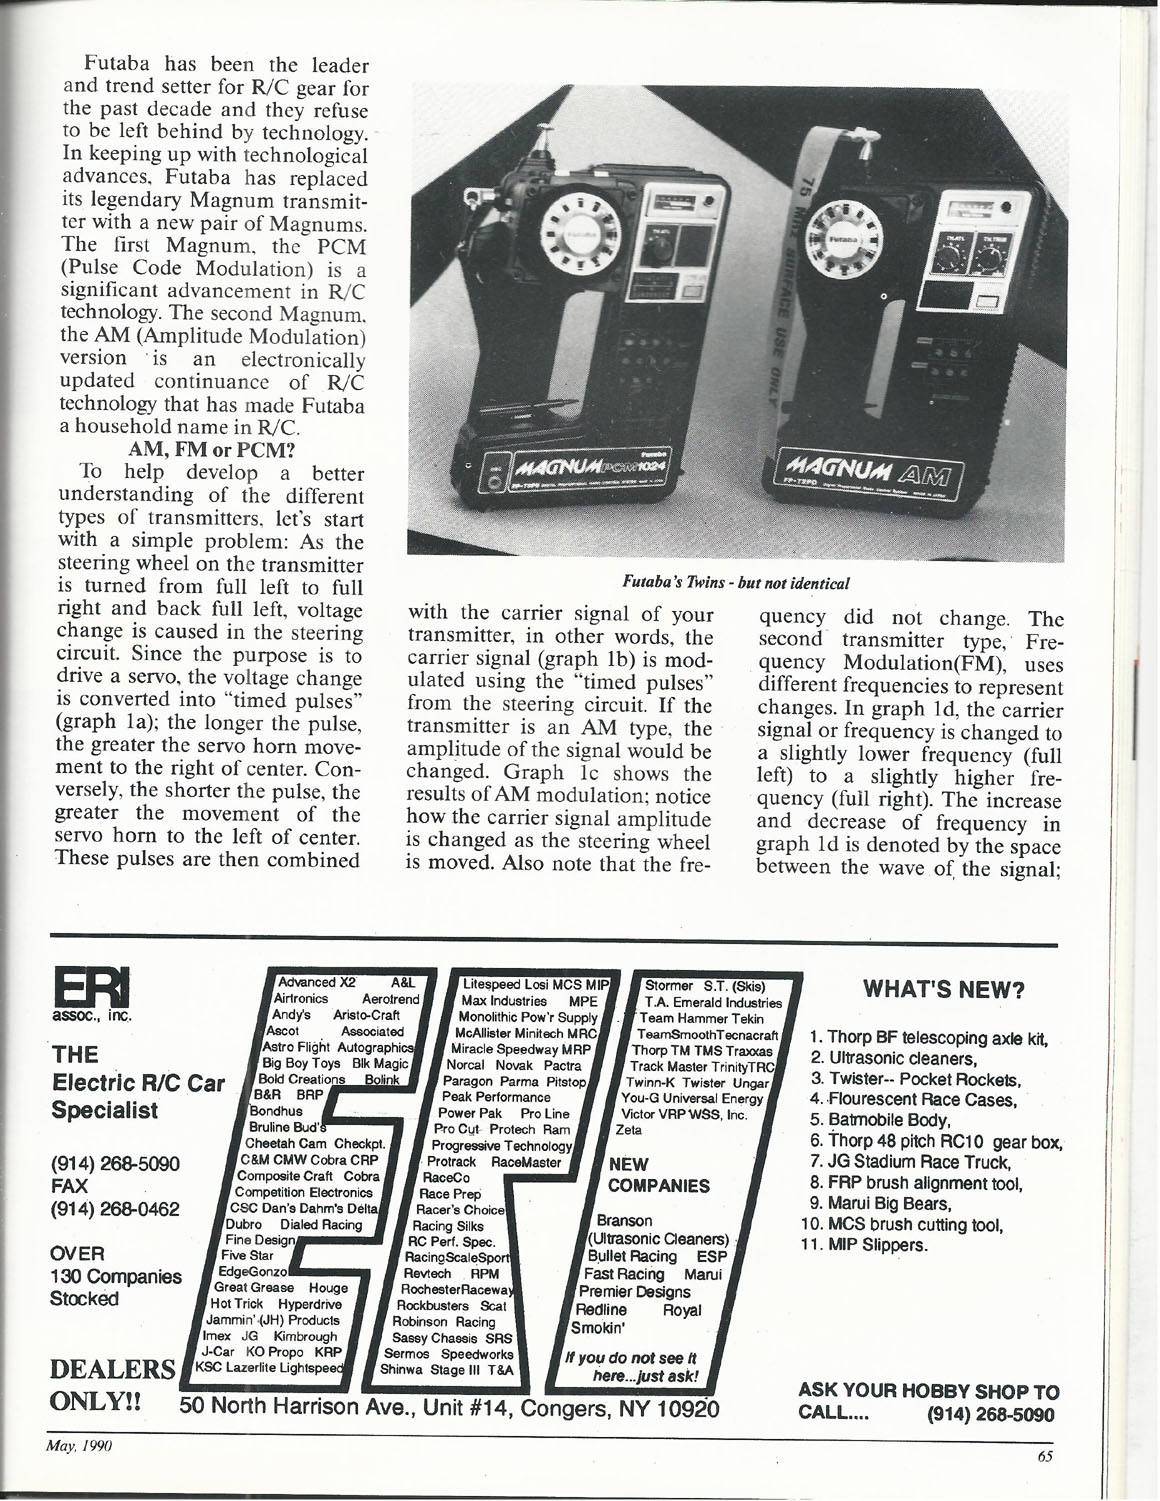 Futaba has been the leader
and trend setter for R/C gear for
the past decade and they refuse
to be left behind by technology.
In keeping up with technological
advances, Futaba has replaced
its legendary Magnum transmit-
ter with a new pair of Magnums.
The first Magnum, the PCM
(Pulse Code Modulation) is a
significant advancement in R/C
technology. The second Magnum,
the AM (Amplitude Modulation)
version is an electronically
updated continuance of R/C
technology that has made Futaba
a household name in R/C.
AM, FM or PCM?
To help develop a better
understanding of the different
types of transmitters, let's start
with a simple problem: As the
steering wheel on the transmitter
is turned from full left to full
right and back full left, voltage
change is caused in the steering
circuit. Since the purpose is to
drive a servo, the voltage change
is converted into "timed pulses"
(graph 1a); the longer the pulse,
the greater the servo horn move-
ment to the right of center. Con-
versely, the shorter the pulse, the
greater the movement of the
servo horn to the left of center.
These pulses are then combined
Futaba
Futaba
75 MHz SURFACE USE ONLY
TH.ATL
TH.ATL TH.TRIM
Futaba
MAGNUM PCM 1024
MAGNUM AM
Futaba's Twins - but not identical
with the carrier signal of your
transmitter, in other words, the
carrier signal (graph 1b) is mod-
ulated using the "timed pulses"
from the steering circuit. If the
transmitter is an AM type, the
amplitude of the signal would be
changed. Graph 1c shows the
results of AM modulation; notice
how the carrier signal amplitude
is changed as the steering wheel
is moved. Also note that the fre-
quency did not change. The
second transmitter type, Fre-
quency Modulation(FM), uses
different frequencies to represent
changes. In graph 1d, the carrier
signal or frequency is changed to
a slightly lower frequency (full
left) to a slightly higher fre-
quency (full right). The increase
and decrease of frequency in
graph 1d is denoted by the space
between the wave of the signal;
ERI
assoc., inc.
THE
Electric R/C Car
Specialist
(914) 268-5090
FAX
(914) 268-0462
OVER
130 Companies
Stocked
DEALERS
ONLY!!
Advanced X2 A&L
Airtronics Aerotrend
Andy's Aristo-Craft
Ascot Associated
Astro Flight Autographics
Big Boy Toys Blk Magic
Bold Creations Bolink
B&R BRP
Bondhus
Bruline Bud's
Cheetah Cam Checkpt.
C&M CMW Cobra CRP
Composite Craft Cobra
Competition Electronics
CSC Dan's Dahm's Delta
Dubro Dialed Racing
Fine Design
Five Star
EdgeGonzo
Great Grease Houge
Hot Trick Hyperdrive
Jammin' (JH) Products
Imex JG Kimbrough
J-Car KO Propo KRP
KSC Lazerlite Lightspeed
Litespeed Losi MCS MIP
Max Industries MPE
Monolithic Pow'r Supply
McAllister Minitech MRC
Miracle Speedway MRP
Norcal Novak Pactra
Paragon Parma Pitstop
Peak Performance
Power Pak Pro Line
Pro Cut Protech Ram
Progressive Technology
Protrack RaceMaster
RaceCo
Race Prep
Racer's Choice
Racing Silks
RC Perf. Spec.
RacingScaleSport
Revtech RPM
RochesterRaceway
Rockbusters Scat
Robinson Racing
Sassy Chassis SRS
Sermos Speedworks
Shinwa Stage III T&A
Stormer S.T. (Skis)
T.A. Emerald Industries
Team Hammer Tekin
TeamSmoothTecnacraft
Thorp TM TMS Traxxas
Track Master TrinityTRC
Twinn-K Twister Ungar
You-G Universal Energy
Victor VRP WSS, Inc.
Zeta
NEW
COMPANIES
Branson
(Ultrasonic Cleaners)
Bullet Racing ESP
Fast Racing Marui
Premier Designs
Redline Royal
Smokin'
If you do not see it
here...just ask!
50 North Harrison Ave., Unit #14, Congers, NY 10920
WHAT'S NEW?
1. Thorp BF telescoping axle kit,
2. Ultrasonic cleaners,
3. Twister-- Pocket Rockets,
4. Flourescent Race Cases,
5. Batmobile Body,
6. Thorp 48 pitch RC10 gear box,
7. JG Stadium Race Truck,
8. FRP brush alignment tool,
9. Marui Big Bears,
10. MCS brush cutting tool,
11. MIP Slippers.
ASK YOUR HOBBY SHOP TO
CALL.... (914) 268-5090
May, 1990
65